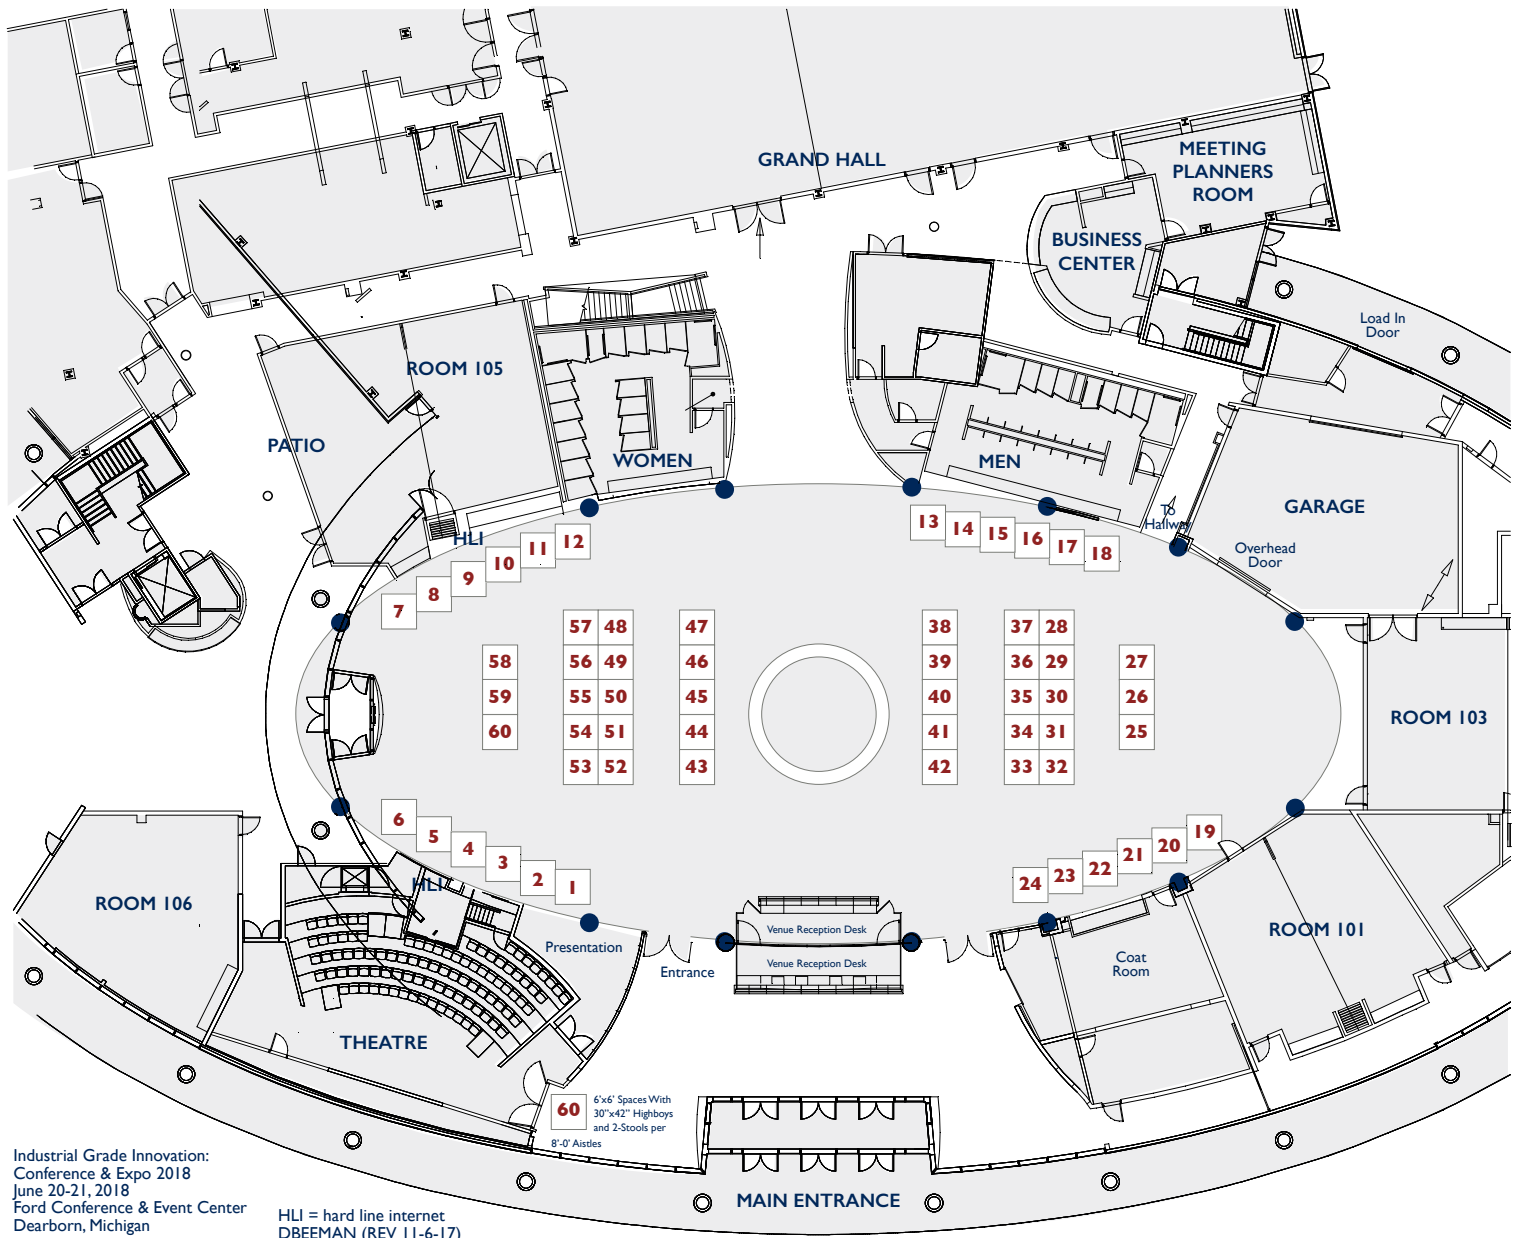 GRAND HALL
MEETING
PLANNERS
ROOM
BUSINESS
CENTER
Load In
Door
ROOM 105
PATIO
WOMEN
MEN
GARAGE
To
Hallway
Overhead
Door
HLI
7
8
9
10
11
12
13
14
15
16
17
18
57 48
47
38
37 28
58
56 49
46
39
36 29
27
59
55 50
45
40
35 30
26
60
54 51
44
41
34 31
25
53 52
43
42
33 32
ROOM 103
6
5
4
3
2
1
24
23
22
21
20
19
HLI
ROOM 106
Presentation
Entrance
Venue Reception Desk
Venue Reception Desk
Coat
Room
ROOM 101
THEATRE
60
6'x6' Spaces With
30"x42" Highboys
and 2-Stools per
8'-0' Aistles
MAIN ENTRANCE
Industrial Grade Innovation:
Conference & Expo 2018
June 20-21, 2018
Ford Conference & Event Center
Dearborn, Michigan
HLI = hard line internet
DBEEMAN (REV 11-6-17)